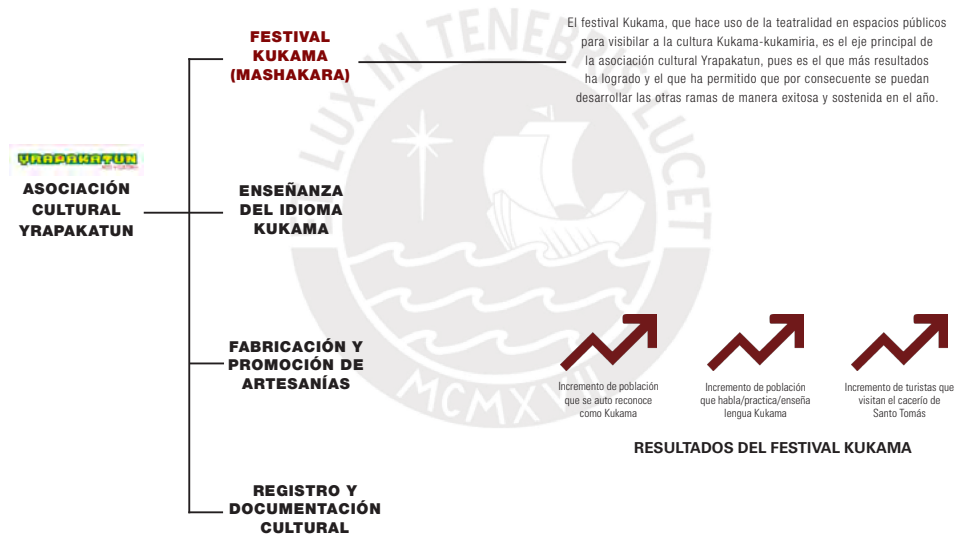 FESTIVAL
KUKAMA
(MASHAKARA)
El festival Kukama, que hace uso de la teatralidad en espacios públicos
para visibilar a la cultura Kukama-kukamiria, es el eje principal de
la asociación cultural Yrapakatun, pues es el que más resultados
ha logrado y el que ha permitido que por consecuente se puedan
desarrollar las otras ramas de manera exitosa y sostenida en el año.
YRAPAKATUN
ASOCIACIÓN
CULTURAL
YRAPAKATUN
ENSEÑANZA
DEL IDIOMA
KUKAMA
FABRICACIÓN Y
PROMOCIÓN DE
ARTESANÍAS
REGISTRO Y
DOCUMENTACIÓN
CULTURAL
Incremento de población
que se auto reconoce
como Kukama
Incremento de población
que habla/practica/enseña
lengua Kukama
Incremento de turistas que
visitan el cacerío de
Santo Tomás
RESULTADOS DEL FESTIVAL KUKAMA
ET LUX IN TENEBRIS LUCET
MCMXVII